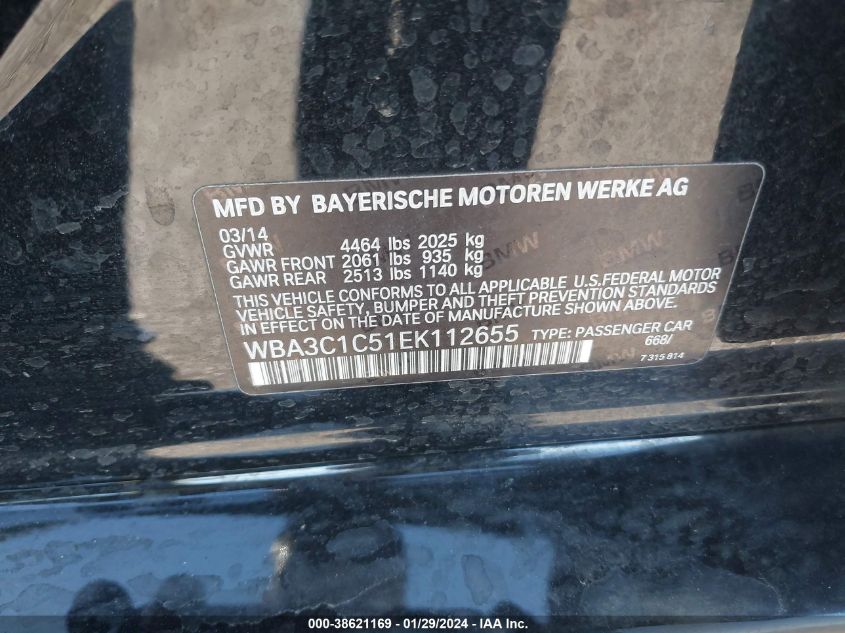 MFD BY BAYERISCHE MOTOREN WERKE AG
03/14
GVWR 4464 lbs 2025 kg
GAWR FRONT 2061 lbs 935 kg
GAWR REAR 2513 lbs 1140 kg
THIS VEHICLE CONFORMS TO ALL APPLICABLE U.S.FEDERAL MOTOR
VEHICLE SAFETY, BUMPER AND THEFT PREVENTION STANDARDS
IN EFFECT ON THE DATE OF MANUFACTURE SHOWN ABOVE.
WBA3C1C51EK112655 TYPE: PASSENGER CAR
668/
7 315 814
BMW
000-38621169 | 01/29/2024 - IAA Inc.